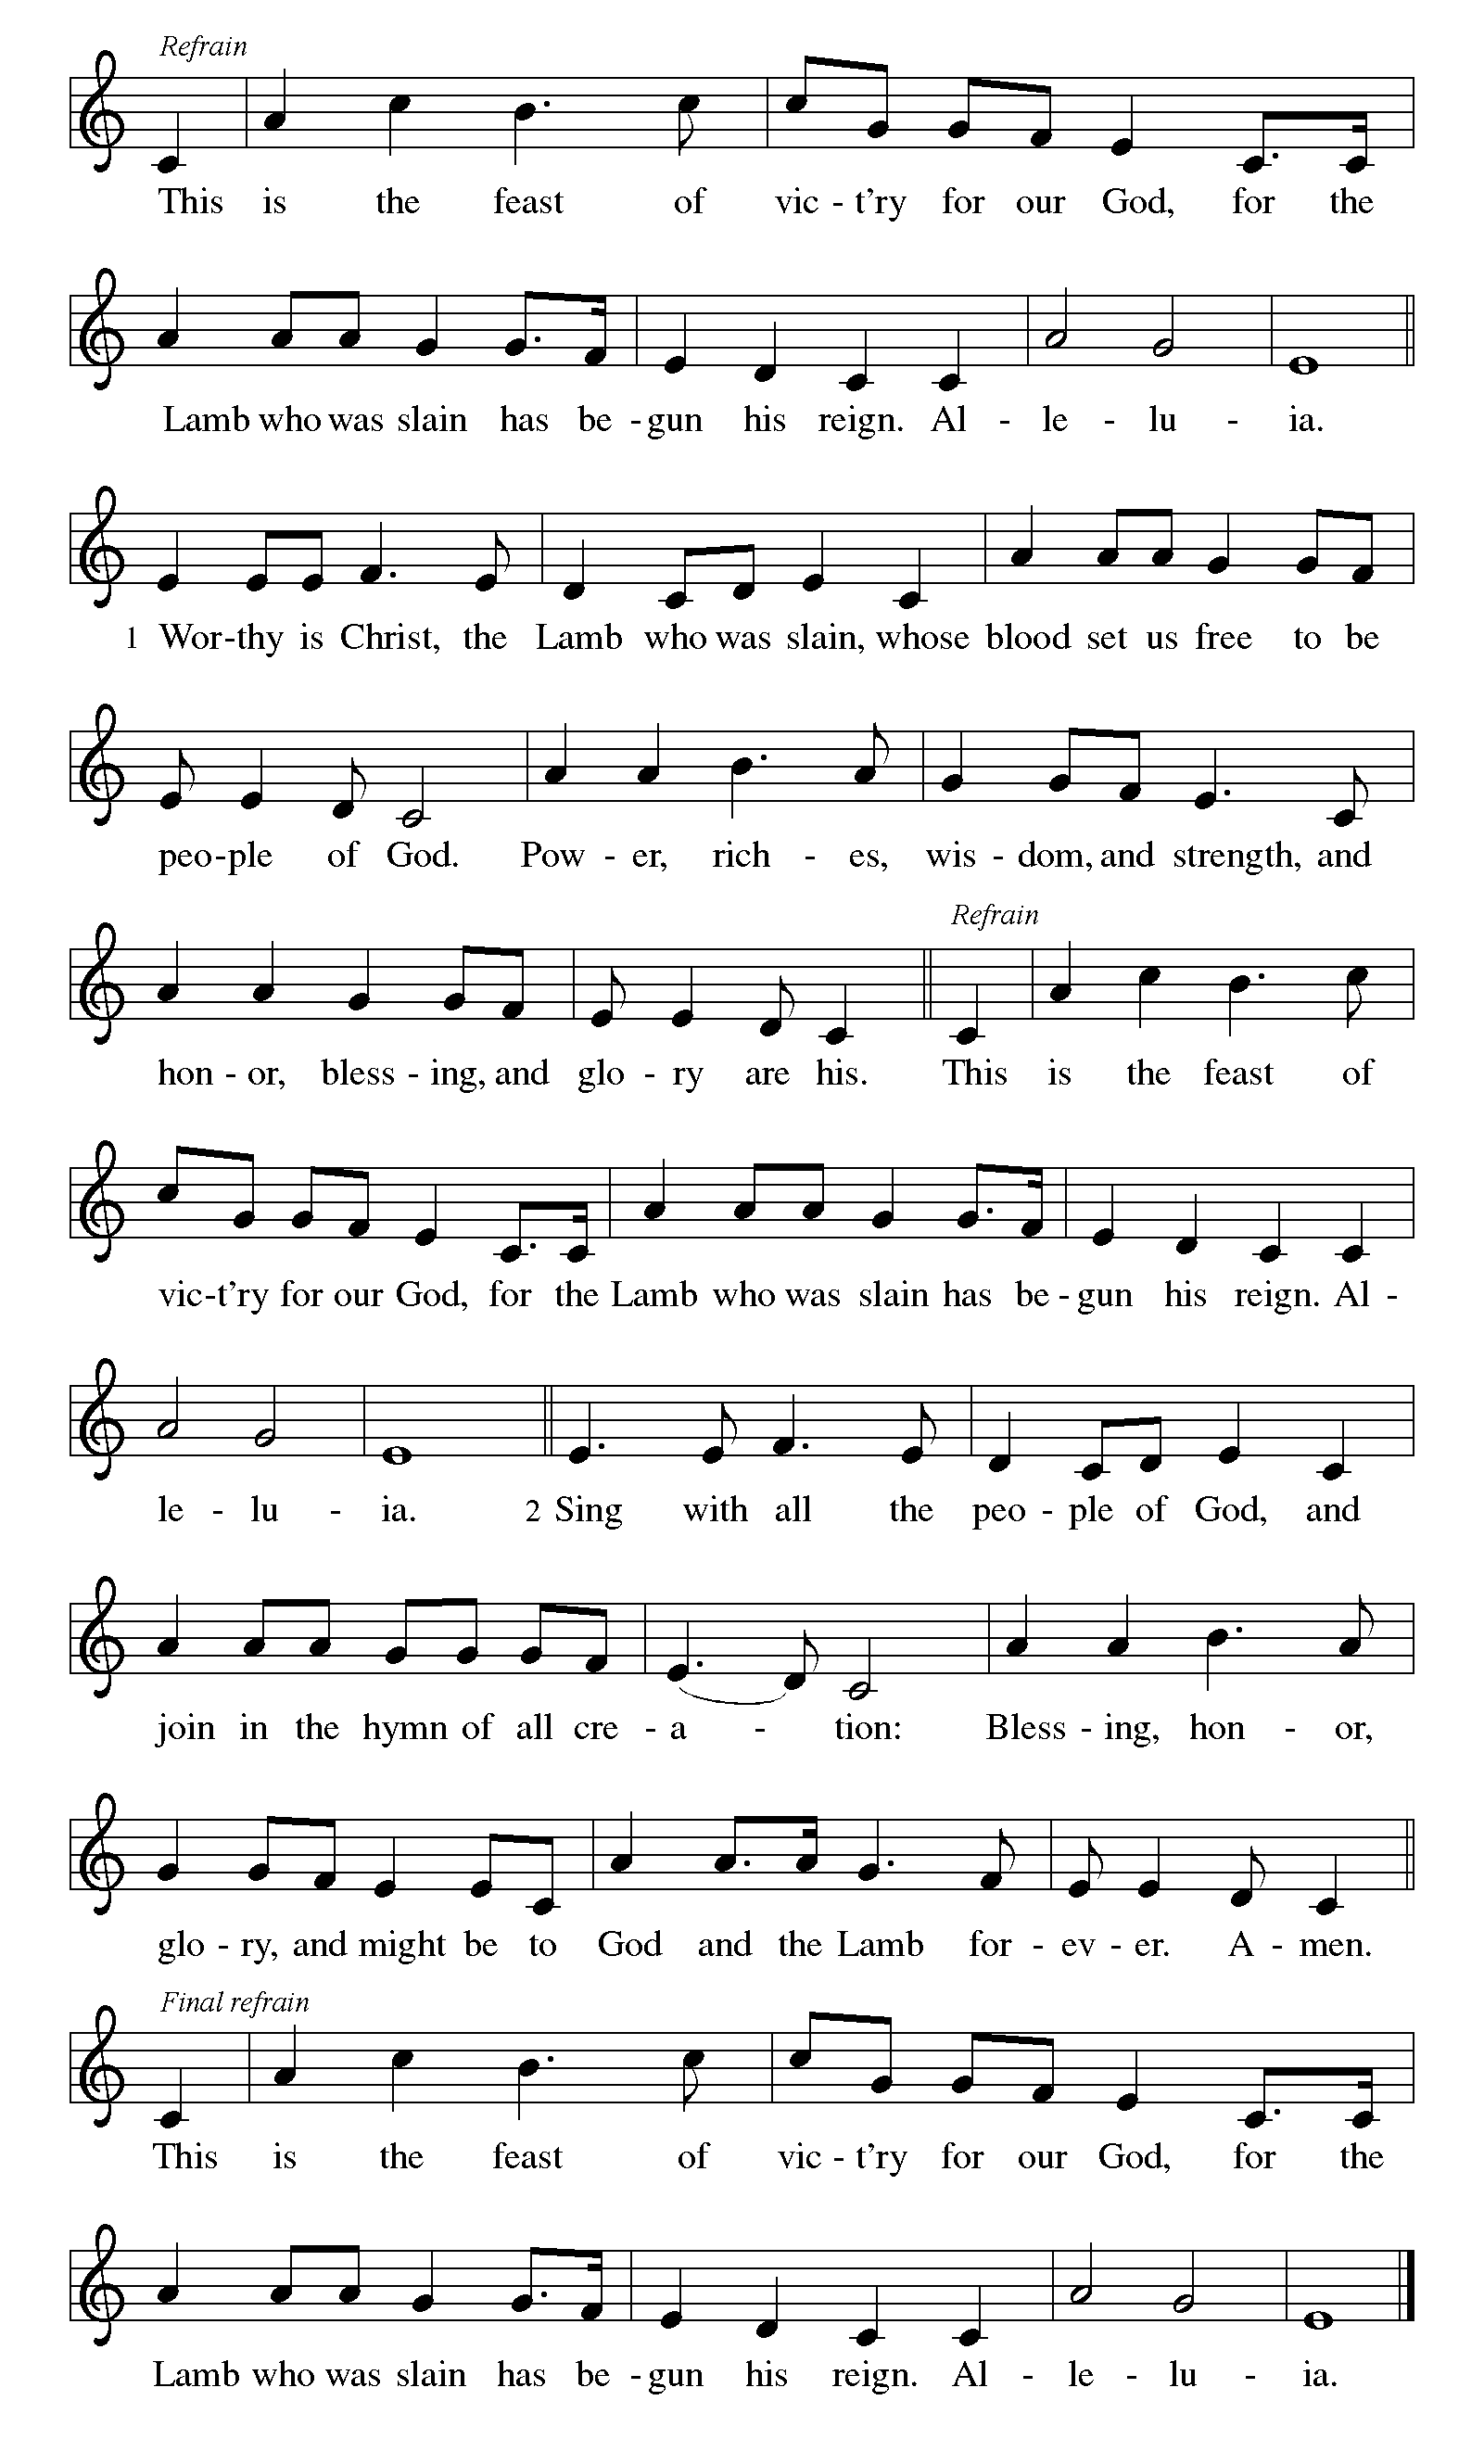 Refrain
This is the feast of vic - t'ry for our God, for the
Lamb who was slain has be - gun his reign. Al - le - lu - ia.
1 Wor - thy is Christ, the Lamb who was slain, whose blood set us free to be
peo - ple of God. Pow - er, rich - es, wis - dom, and strength, and
Refrain
hon - or, bless - ing, and glo - ry are his. This is the feast of
vic - t'ry for our God, for the Lamb who was slain has be - gun his reign. Al -
le - lu - ia. 2 Sing with all the peo - ple of God, and
join in the hymn of all cre - a - tion: Bless - ing, hon - or,
glo - ry, and might be to God and the Lamb for - ev - er. A - men.
Final refrain
This is the feast of vic - t'ry for our God, for the
Lamb who was slain has be - gun his reign. Al - le - lu - ia.